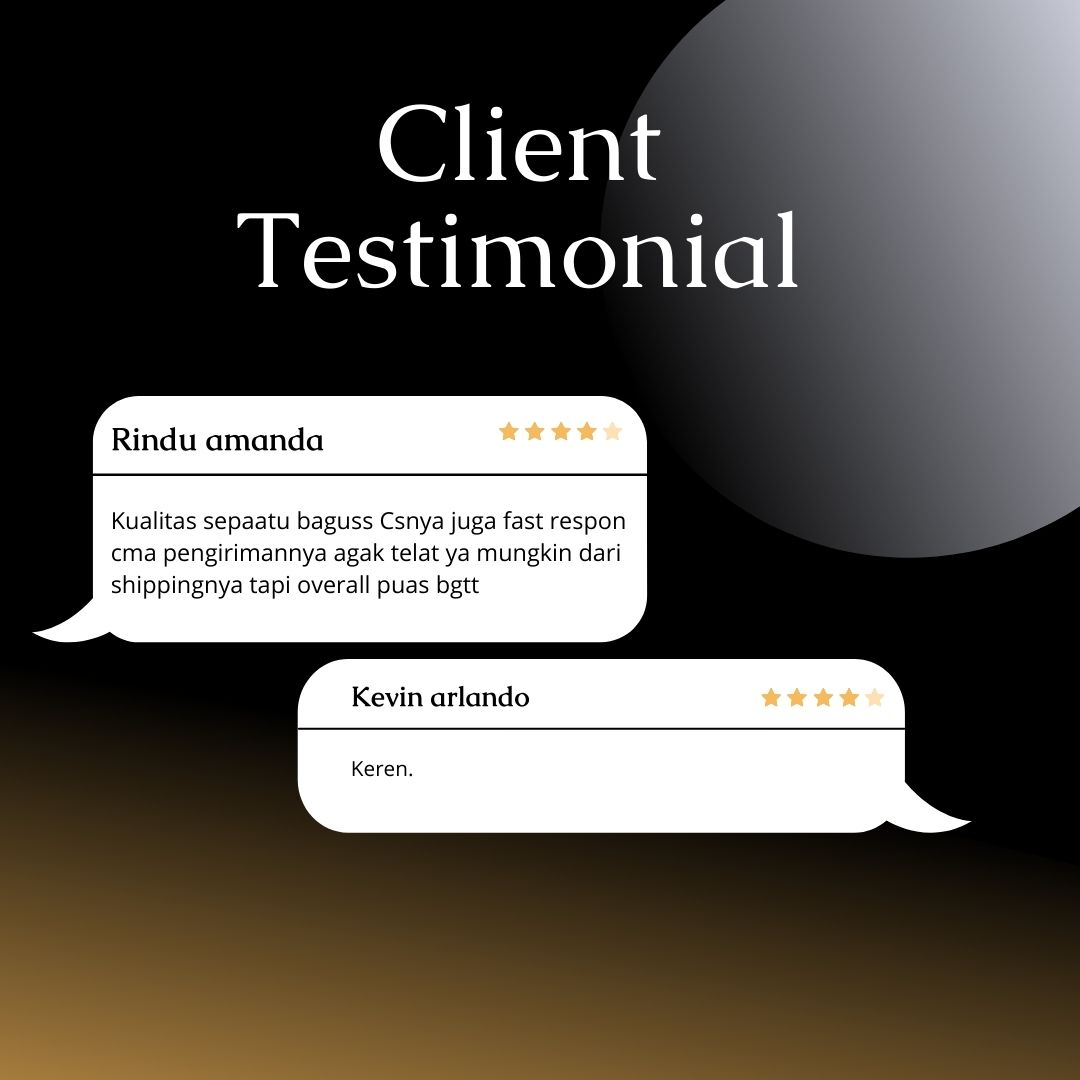 Client
Testimonial
Rindu amanda
Kualitas sepaatu baguss Csnya juga fast respon
cma pengirimannya agak telat ya mungkin dari
shippingnya tapi overall puas bgtt
Kevin arlando
Keren.